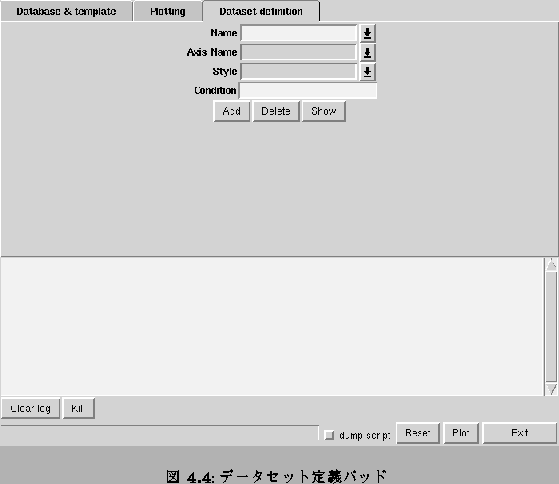 Database & template
Plotting
Dataset definition
Name
Axis Name
Style
Condition
Add
Delete
Show
Clear log
Kill
dump script
Reset
Plot
Exit
図 4.4: データセット定義パッド